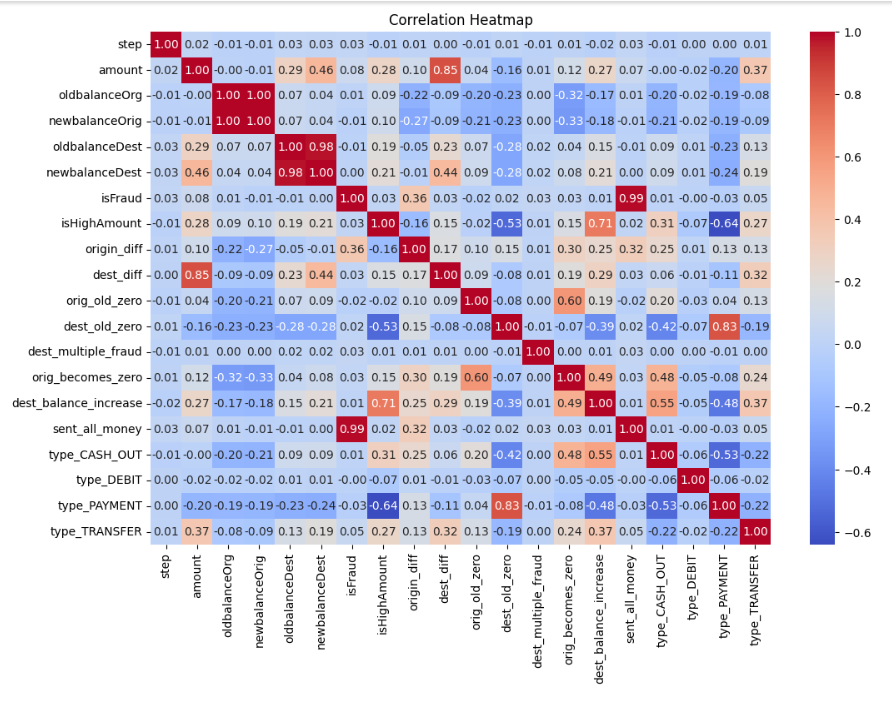 Correlation Heatmap
step 1.00 0.02 -0.01 -0.01 0.03 0.03 0.03 -0.01 0.01 0.00 -0.01 0.01 -0.01 0.01 -0.02 0.03 -0.01 0.00 0.00 0.01
amount 0.02 1.00 -0.00 -0.01 0.29 0.46 0.08 0.28 0.10 0.85 0.04 -0.16 0.01 0.12 0.27 0.07 -0.00 -0.02 -0.20 0.37
oldbalanceOrg -0.01 -0.00 1.00 1.00 0.07 0.04 0.01 0.09 -0.22 -0.09 -0.20 -0.23 0.00 -0.32 -0.17 0.01 -0.20 -0.02 -0.19 -0.08
newbalanceOrig -0.01 -0.01 1.00 1.00 0.07 0.04 -0.01 0.10 -0.27 -0.09 -0.21 -0.23 0.00 -0.33 -0.18 -0.01 -0.21 -0.02 -0.19 -0.09
oldbalanceDest 0.03 0.29 0.07 0.07 1.00 0.98 -0.01 0.19 -0.05 0.23 0.07 -0.28 0.02 0.04 0.15 -0.01 0.09 0.01 -0.23 0.13
newbalanceDest 0.03 0.46 0.04 0.04 0.98 1.00 0.00 0.21 -0.01 0.44 0.09 -0.28 0.02 0.08 0.21 0.00 0.09 0.01 -0.24 0.19
isFraud 0.03 0.08 0.01 -0.01 -0.01 0.00 1.00 0.03 0.36 0.03 -0.02 0.02 0.03 0.03 0.01 0.99 0.01 -0.00 -0.03 0.05
isHighAmount -0.01 0.28 0.09 0.10 0.19 0.21 0.03 1.00 -0.16 0.15 -0.02 -0.53 0.01 0.15 0.71 0.02 0.31 -0.07 -0.64 0.27
origin_diff 0.01 0.10 -0.22 -0.27 -0.05 -0.01 0.36 -0.16 1.00 0.17 0.10 0.15 0.01 0.30 0.25 0.32 0.25 0.01 0.13 0.13
dest_diff 0.00 0.85 -0.09 -0.09 0.23 0.44 0.03 0.15 0.17 1.00 0.09 -0.08 0.01 0.19 0.29 0.03 0.06 -0.01 -0.11 0.32
orig_old_zero -0.01 0.04 -0.20 -0.21 0.07 0.09 -0.02 -0.02 0.10 0.09 1.00 -0.08 0.00 0.60 0.19 -0.02 0.20 -0.03 0.04 0.13
dest_old_zero 0.01 -0.16 -0.23 -0.23 -0.28 -0.28 0.02 -0.53 0.15 -0.08 -0.08 1.00 -0.01 -0.07 -0.39 0.02 -0.42 -0.07 0.83 -0.19
dest_multiple_fraud -0.01 0.01 0.00 0.00 0.02 0.02 0.03 0.01 0.01 0.01 0.00 -0.01 1.00 0.00 0.01 0.03 0.00 0.00 -0.01 0.00
orig_becomes_zero 0.01 0.12 -0.32 -0.33 0.04 0.08 0.03 0.15 0.30 0.19 0.60 -0.07 0.00 1.00 0.49 0.03 0.48 -0.05 -0.08 0.24
dest_balance_increase -0.02 0.27 -0.17 -0.18 0.15 0.21 0.01 0.71 0.25 0.29 0.19 -0.39 0.01 0.49 1.00 0.01 0.55 -0.05 -0.48 0.37
sent_all_money 0.03 0.07 0.01 -0.01 -0.01 0.00 0.99 0.02 0.32 0.03 -0.02 0.02 0.03 0.03 0.01 1.00 0.01 -0.00 -0.03 0.05
type_CASH_OUT -0.01 -0.00 -0.20 -0.21 0.09 0.09 0.01 0.31 0.25 0.06 0.20 -0.42 0.00 0.48 0.55 0.01 1.00 -0.06 -0.53 -0.22
type_DEBIT 0.00 -0.02 -0.02 -0.02 0.01 0.01 -0.00 -0.07 0.01 -0.01 -0.03 -0.07 0.00 -0.05 -0.05 -0.00 -0.06 1.00 -0.06 -0.02
type_PAYMENT 0.00 -0.20 -0.19 -0.19 -0.23 -0.24 -0.03 -0.64 0.13 -0.11 0.04 0.83 -0.01 -0.08 -0.48 -0.03 -0.53 -0.06 1.00 -0.22
type_TRANSFER 0.01 0.37 -0.08 -0.09 0.13 0.19 0.05 0.27 0.13 0.32 0.13 -0.19 0.00 0.24 0.37 0.05 -0.22 -0.02 -0.22 1.00
step
amount
oldbalanceOrg
newbalanceOrig
oldbalanceDest
newbalanceDest
isFraud
isHighAmount
origin_diff
dest_diff
orig_old_zero
dest_old_zero
dest_multiple_fraud
orig_becomes_zero
dest_balance_increase
sent_all_money
type_CASH_OUT
type_DEBIT
type_PAYMENT
type_TRANSFER
1.0
0.8
0.6
0.4
0.2
0.0
−0.2
−0.4
−0.6